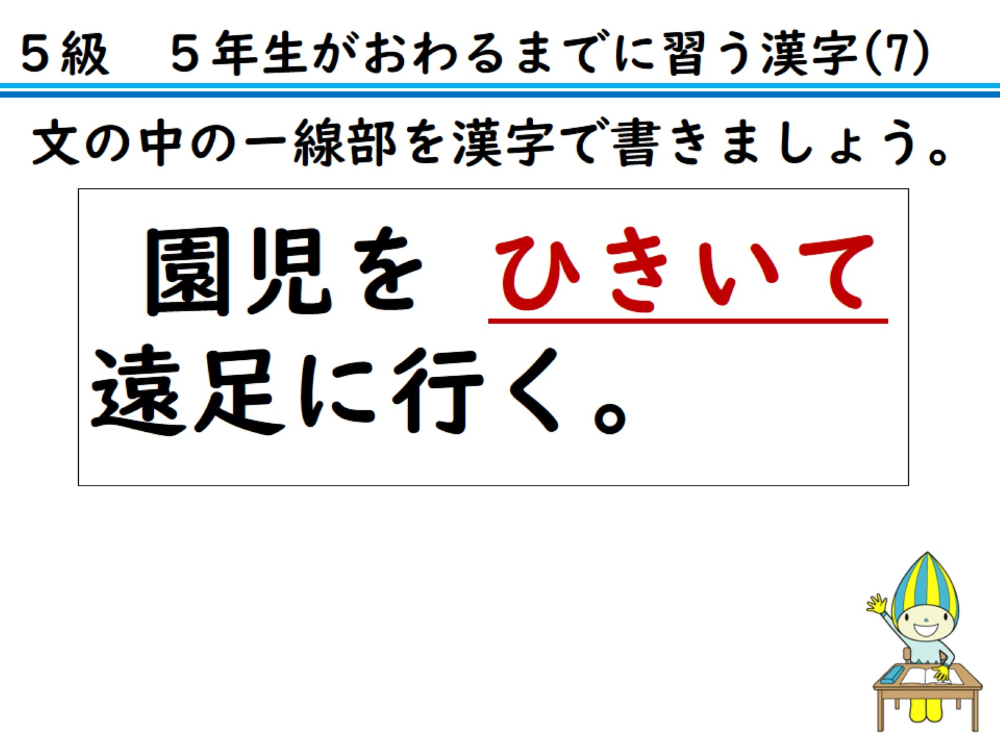 ５級　５年生がおわるまでに習う漢字(7)
文の中の―線部を漢字で書きましょう。
園児を ひきいて
遠足に行く。